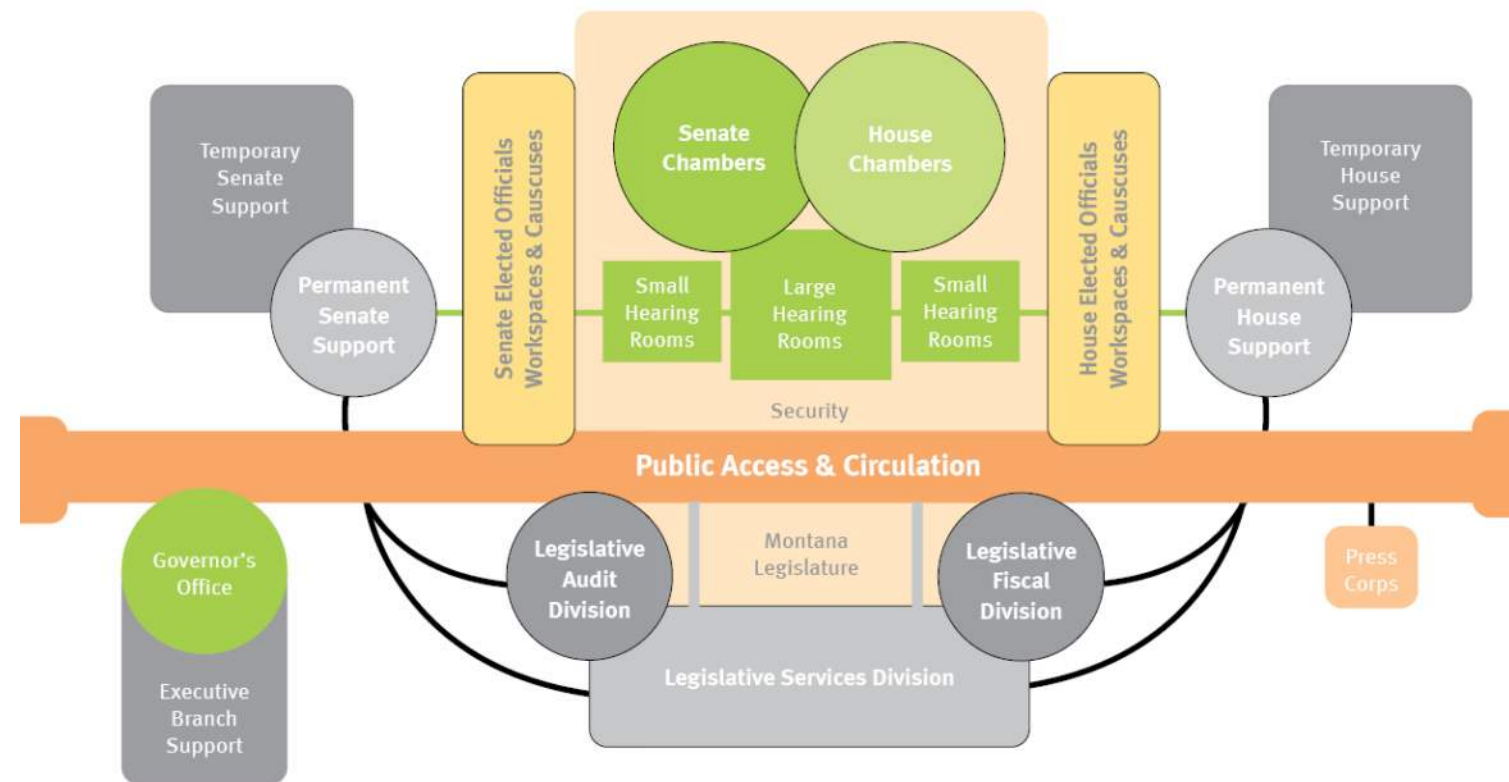 Temporary
Senate
Support
Permanent
Senate
Support
Senate Elected Officials
Workspaces & Causcuses
Senate
Chambers
House
Chambers
Small
Hearing
Rooms
Large
Hearing
Rooms
Small
Hearing
Rooms
Security
House Elected Officials
Workspaces & Causcuses
Permanent
House
Support
Temporary
House
Support
Public Access & Circulation
Governor's
Office
Executive
Branch
Support
Legislative
Audit
Division
Montana
Legislature
Legislative
Fiscal
Division
Legislative Services Division
Press
Corps